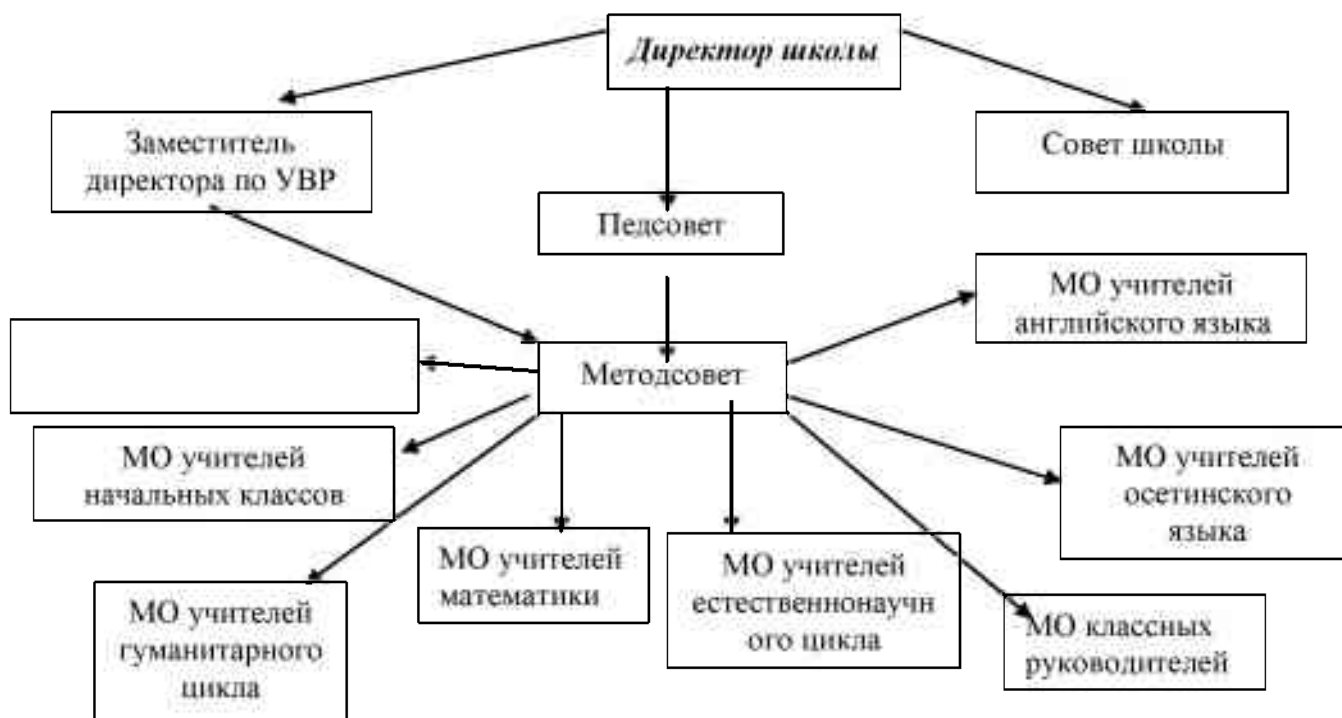 Директор школы
Заместитель
директора по УВР
Совет школы
Педсовет
МО учителей
английского языка
Методсовет
МО учителей
начальных классов
МО учителей
осетинского
языка
МО учителей
математики
МО учителей
естественнонаучн
ого цикла
МО учителей
гуманитарного
цикла
МО классных
руководителей